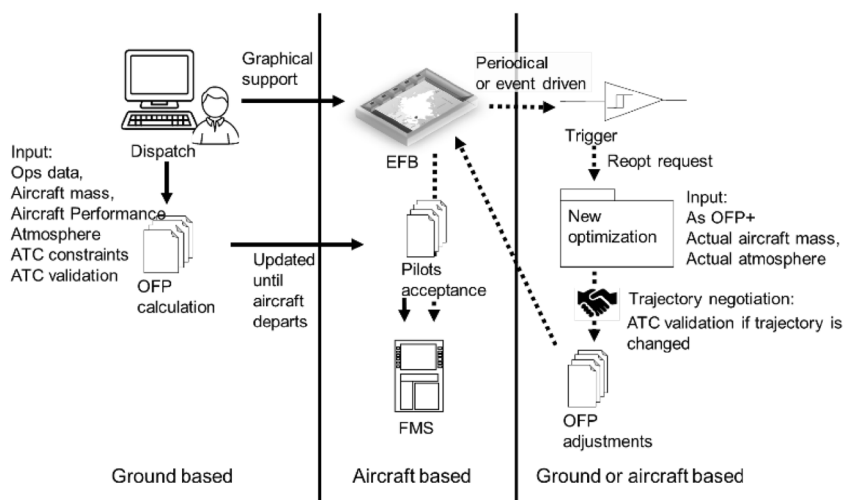 Graphical
support
Periodical
or event driven
Dispatch
EFB
Trigger
Reopt request
Input:
Ops data,
Aircraft mass,
Aircraft Performance
Atmosphere
ATC constraints
ATC validation
OFP
calculation
Updated
until
aircraft
departs
Pilots
acceptance
FMS
New
optimization
Input:
As OFP+
Actual aircraft mass,
Actual atmosphere
Trajectory negotiation:
ATC validation if trajectory is
changed
OFP
adjustments
Ground based
Aircraft based
Ground or aircraft based